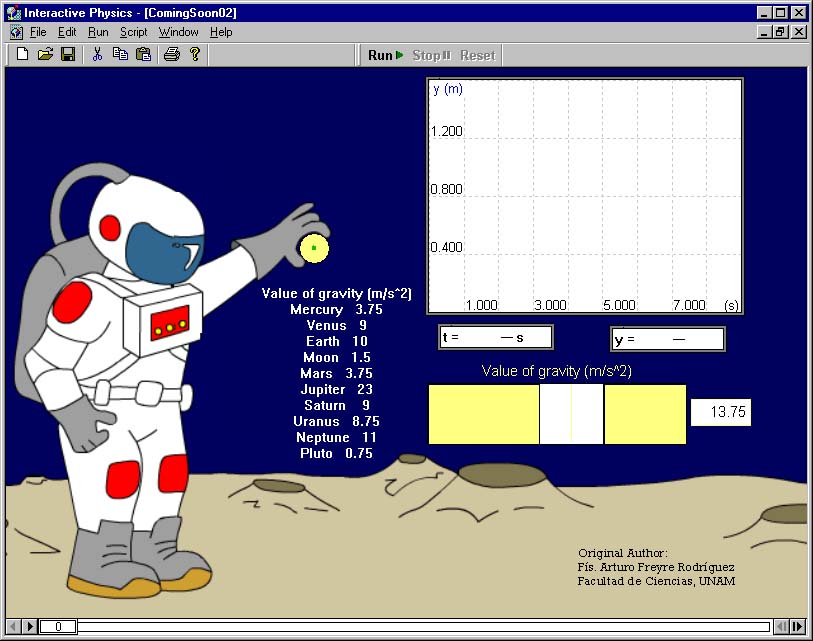 Interactive Physics - [ComingSoon02]
File Edit Run Script Window Help
Run Stop Reset
y (m)
1.200
0.800
0.400
1.000 3.000 5.000 7.000 (s)
t = — s
y = —
Value of gravity (m/s^2)
13.75
Value of gravity (m/s^2)
Mercury 3.75
Venus 9
Earth 10
Moon 1.5
Mars 3.75
Jupiter 23
Saturn 9
Uranus 8.75
Neptune 11
Pluto 0.75
Original Author:
Fís. Arturo Freyre Rodríguez
Facultad de Ciencias, UNAM
0